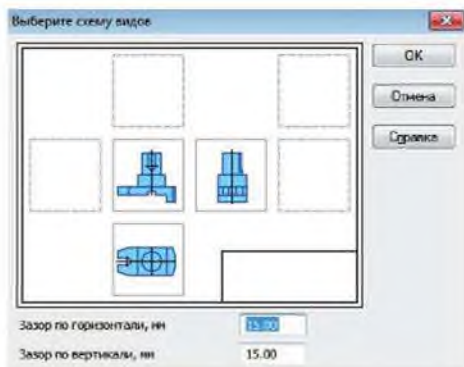 Выберите схему видов
OK
Отмена
Справка
Зазор по горизонтали, мм
15.00
Зазор по вертикали, мм
15.00